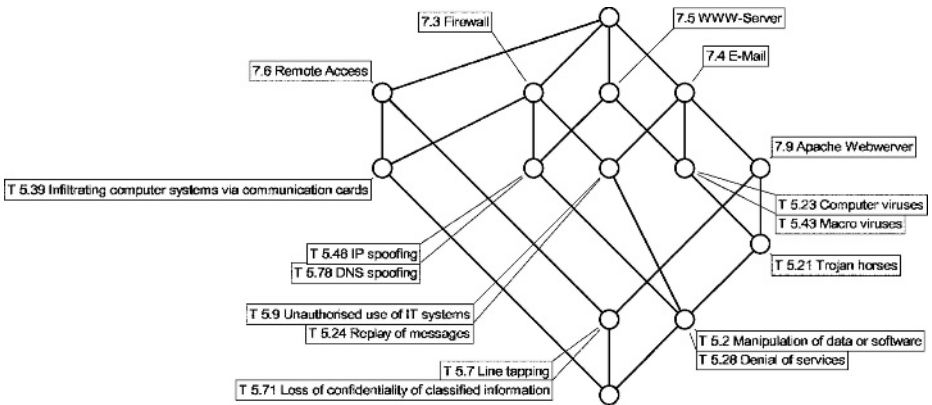 7.3 Firewall
7.5 WWW-Server
7.6 Remote Access
7.4 E-Mail
7.9 Apache Webwerver
T 5.39 Infiltrating computer systems via communication cards
T 5.23 Computer viruses
T 5.43 Macro viruses
T 5.48 IP spoofing
T 5.78 DNS spoofing
T 5.21 Trojan horses
T 5.9 Unauthorised use of IT systems
T 5.24 Replay of messages
T 5.2 Manipulation of data or software
T 5.28 Denial of services
T 5.7 Line tapping
T 5.71 Loss of confidentiality of classified information